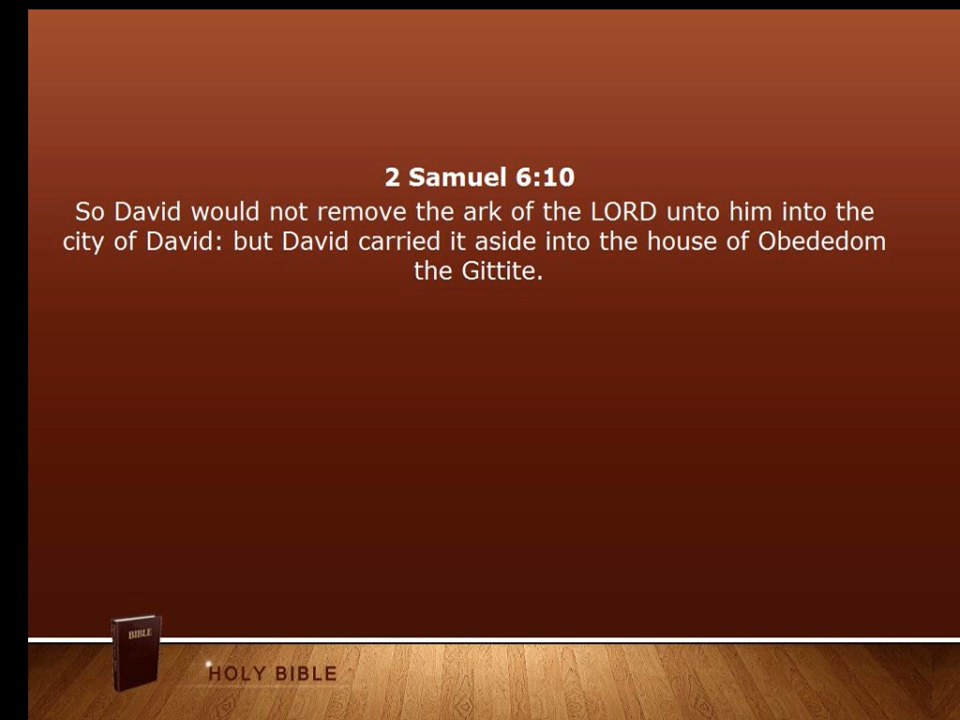 2 Samuel 6:10
So David would not remove the ark of the LORD unto him into the
city of David: but David carried it aside into the house of Obededom
the Gittite.
BIBLE
HOLY BIBLE